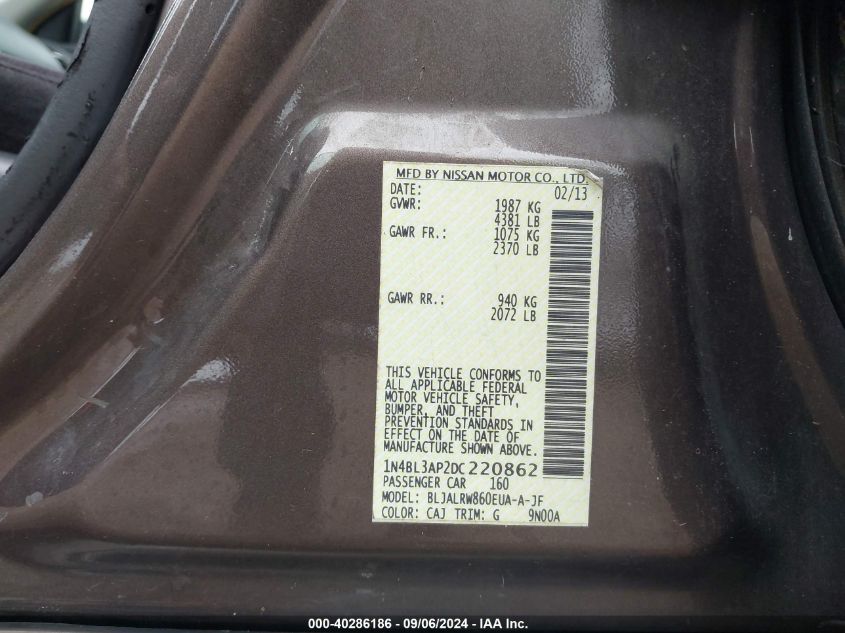 MFD BY NISSAN MOTOR CO., LTD.
DATE: 02/13
GVWR: 1987 KG
4381 LB
GAWR FR.: 1075 KG
2370 LB
GAWR RR.: 940 KG
2072 LB
THIS VEHICLE CONFORMS TO
ALL APPLICABLE FEDERAL
MOTOR VEHICLE SAFETY,
BUMPER, AND THEFT
PREVENTION STANDARDS IN
EFFECT ON THE DATE OF
MANUFACTURE SHOWN ABOVE.
1N4BL3AP2DC220862
PASSENGER CAR 160
MODEL: BLJALRW860EUA-A-JF
COLOR: CAJ TRIM: G 9N00A
000-40286186 - 09/06/2024 - IAA Inc.